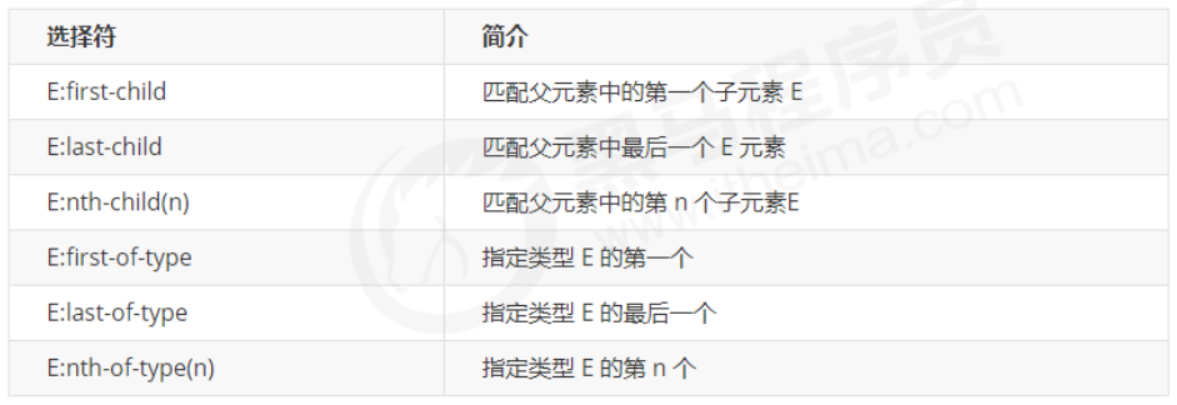 选择符 简介
E:first-child 匹配父元素中的第一个子元素 E
E:last-child 匹配父元素中最后一个 E 元素
E:nth-child(n) 匹配父元素中的第 n 个子元素E
E:first-of-type 指定类型 E 的第一个
E:last-of-type 指定类型 E 的最后一个
E:nth-of-type(n) 指定类型 E 的第 n 个
黑马程序员
www.itheima.com